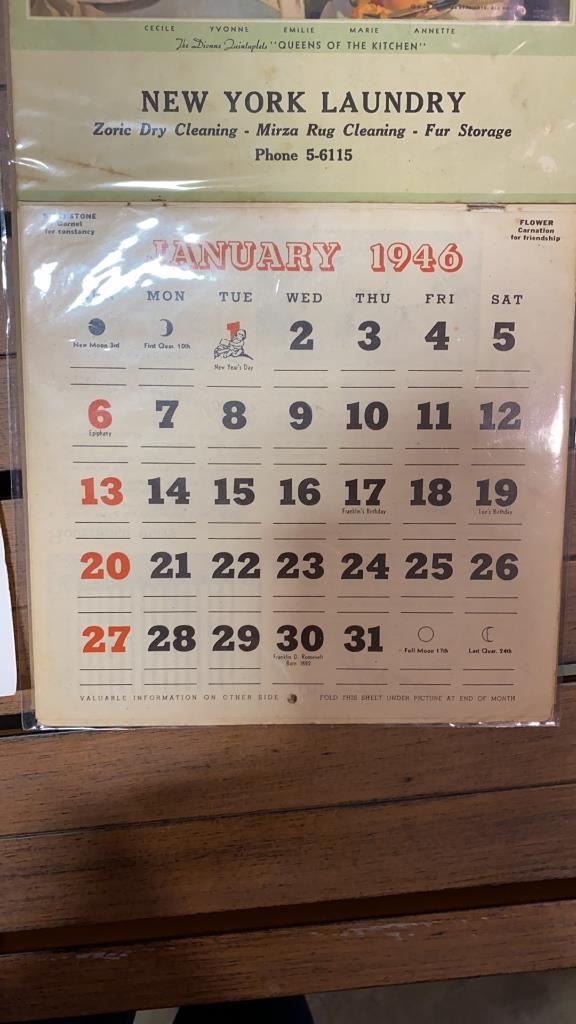 CECILE YVONNE EMILIE MARIE ANNETTE
The Dionne Quintuplets "QUEENS OF THE KITCHEN"
NEW YORK LAUNDRY
Zoric Dry Cleaning - Mirza Rug Cleaning - Fur Storage
Phone 5-6115
STONE FLOWER
Garnet Carnation
for constancy for friendship
JANUARY 1946
MON TUE WED THU FRI SAT
1 2 3 4 5
New Moon 3rd First Quar. 10th New Year's Day
6 7 8 9 10 11 12
Epiphany
13 14 15 16 17 18 19
Franklin's Birthday Lee's Birthday
20 21 22 23 24 25 26
27 28 29 30 31
Full Moon 17th Last Quar. 24th
Franklin D. Roosevelt
Born 1882
VALUABLE INFORMATION ON OTHER SIDE FOLD THIS SHEET UNDER PICTURE AT END OF MONTH